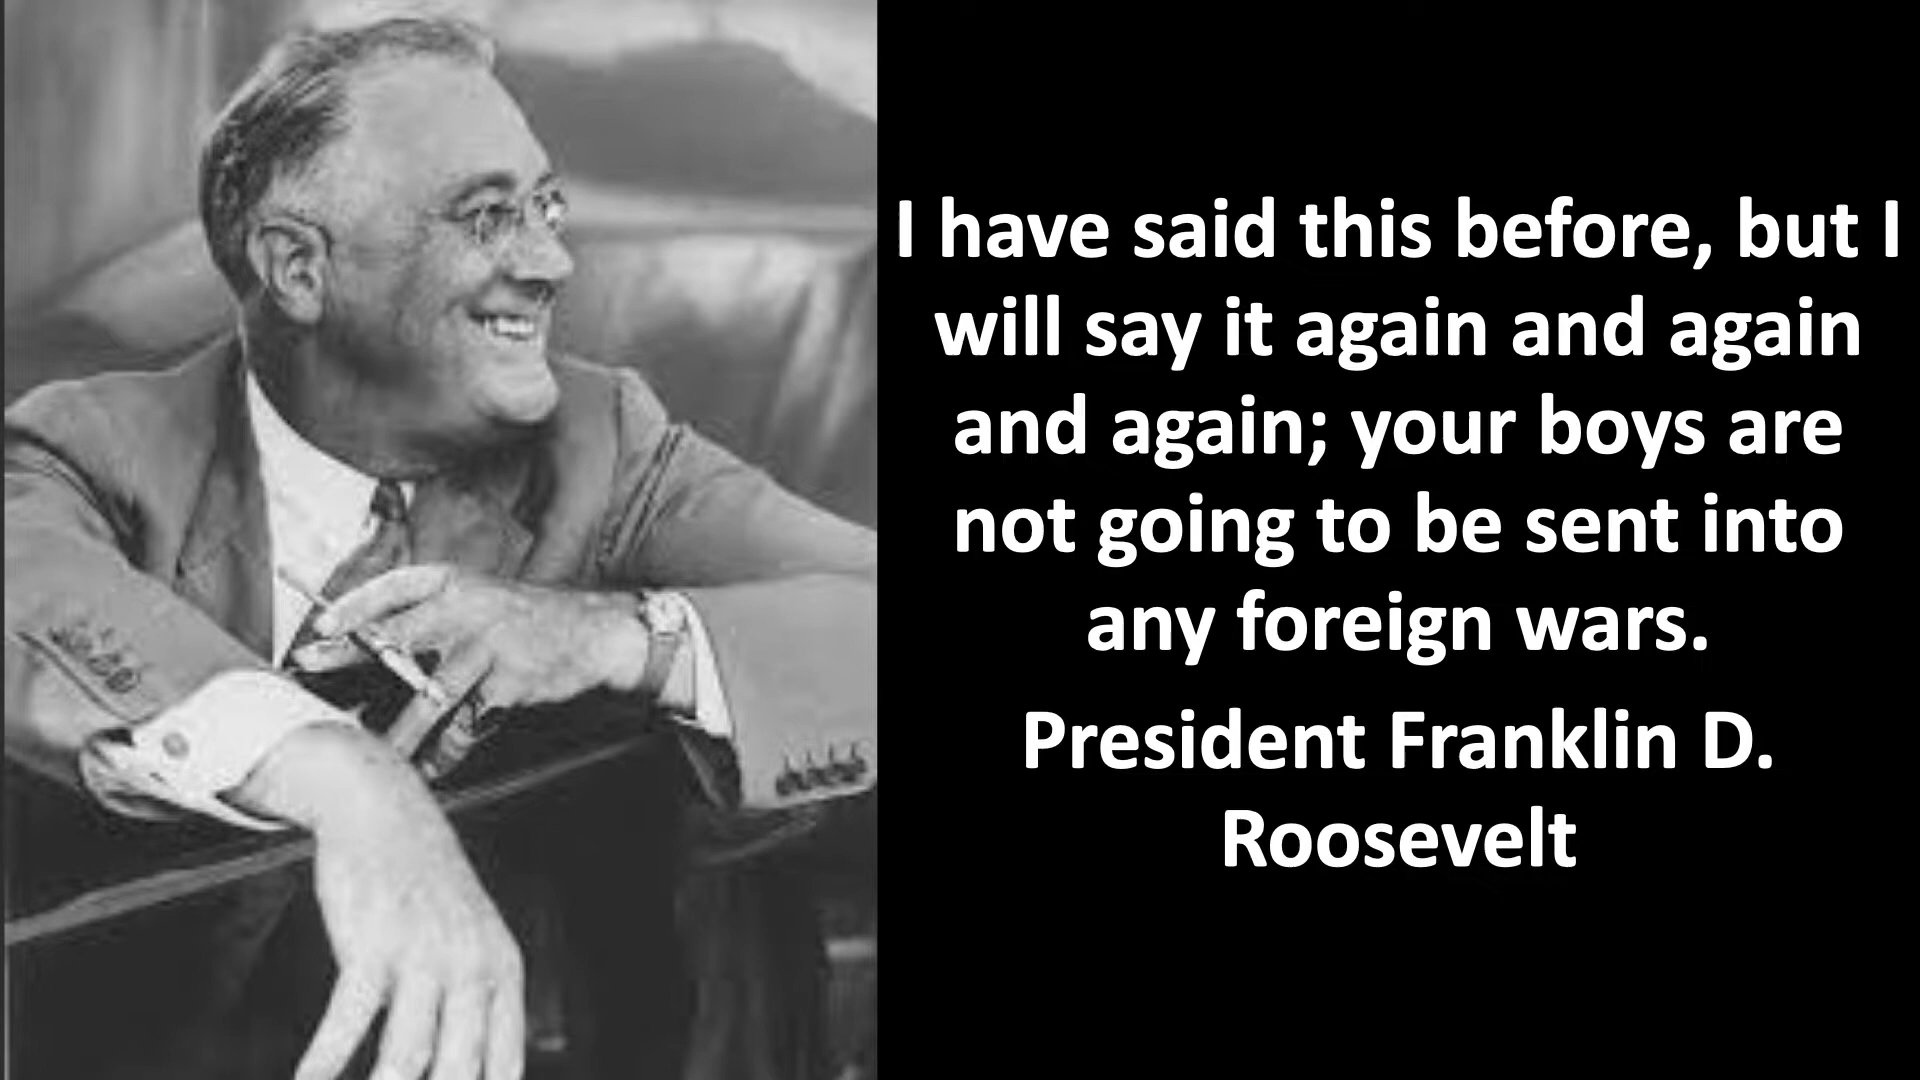 I have said this before, but I
will say it again and again
and again; your boys are
not going to be sent into
any foreign wars.
President Franklin D.
Roosevelt